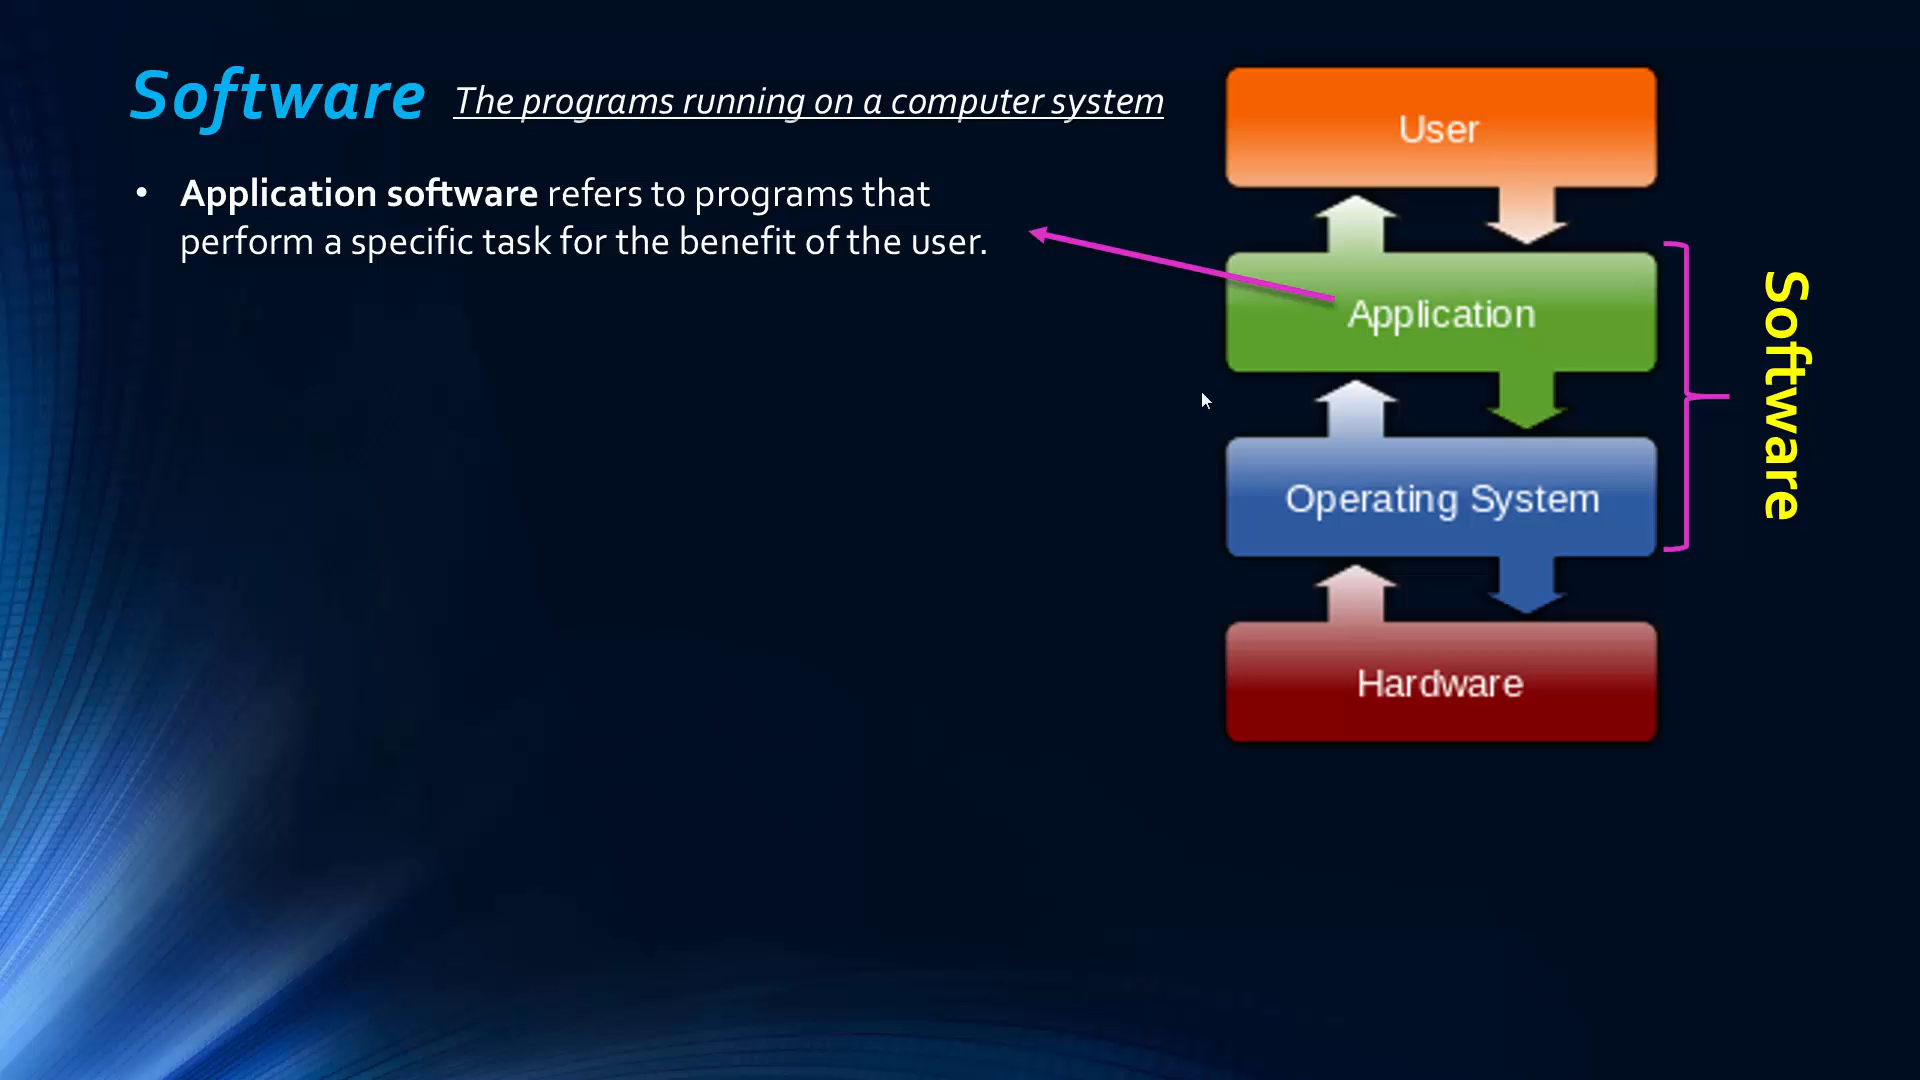 Software The programs running on a computer system
• Application software refers to programs that
perform a specific task for the benefit of the user.
User
Application
Operating System
Hardware
Software